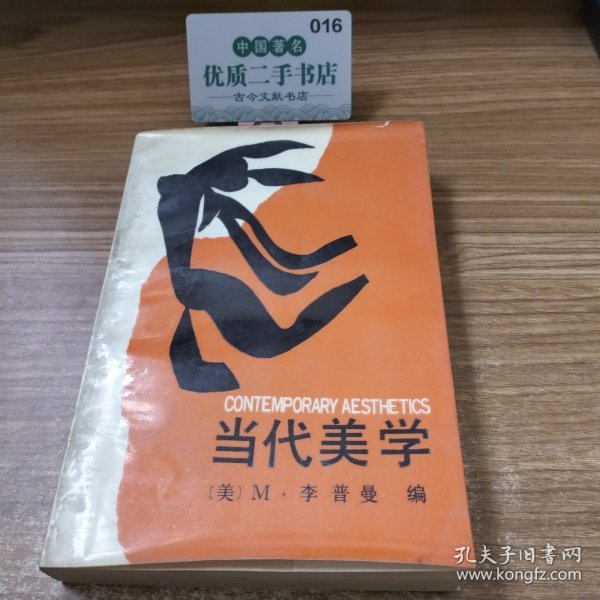 016
中国著名
优质二手书店
古今文献书店
CONTEMPORARY AESTHETICS
当代美学
〔美〕M·李普曼 编
孔夫子旧书网
www.kongfz.com